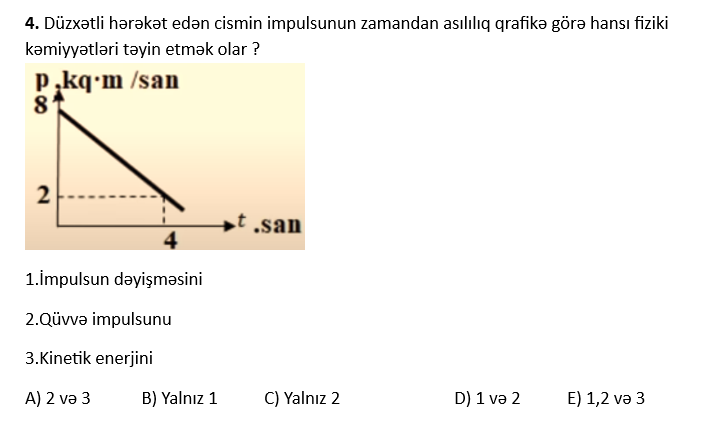 4. Düzxətli hərəkət edən cismin impulsunun zamandan asılılıq qrafikə görə hansı fiziki
kəmiyyətləri təyin etmək olar ?
p ,kq·m /san
8
2
t .san
4
1.İmpulsun dəyişməsini
2.Qüvvə impulsunu
3.Kinetik enerjini
A) 2 və 3 B) Yalnız 1 C) Yalnız 2 D) 1 və 2 E) 1,2 və 3